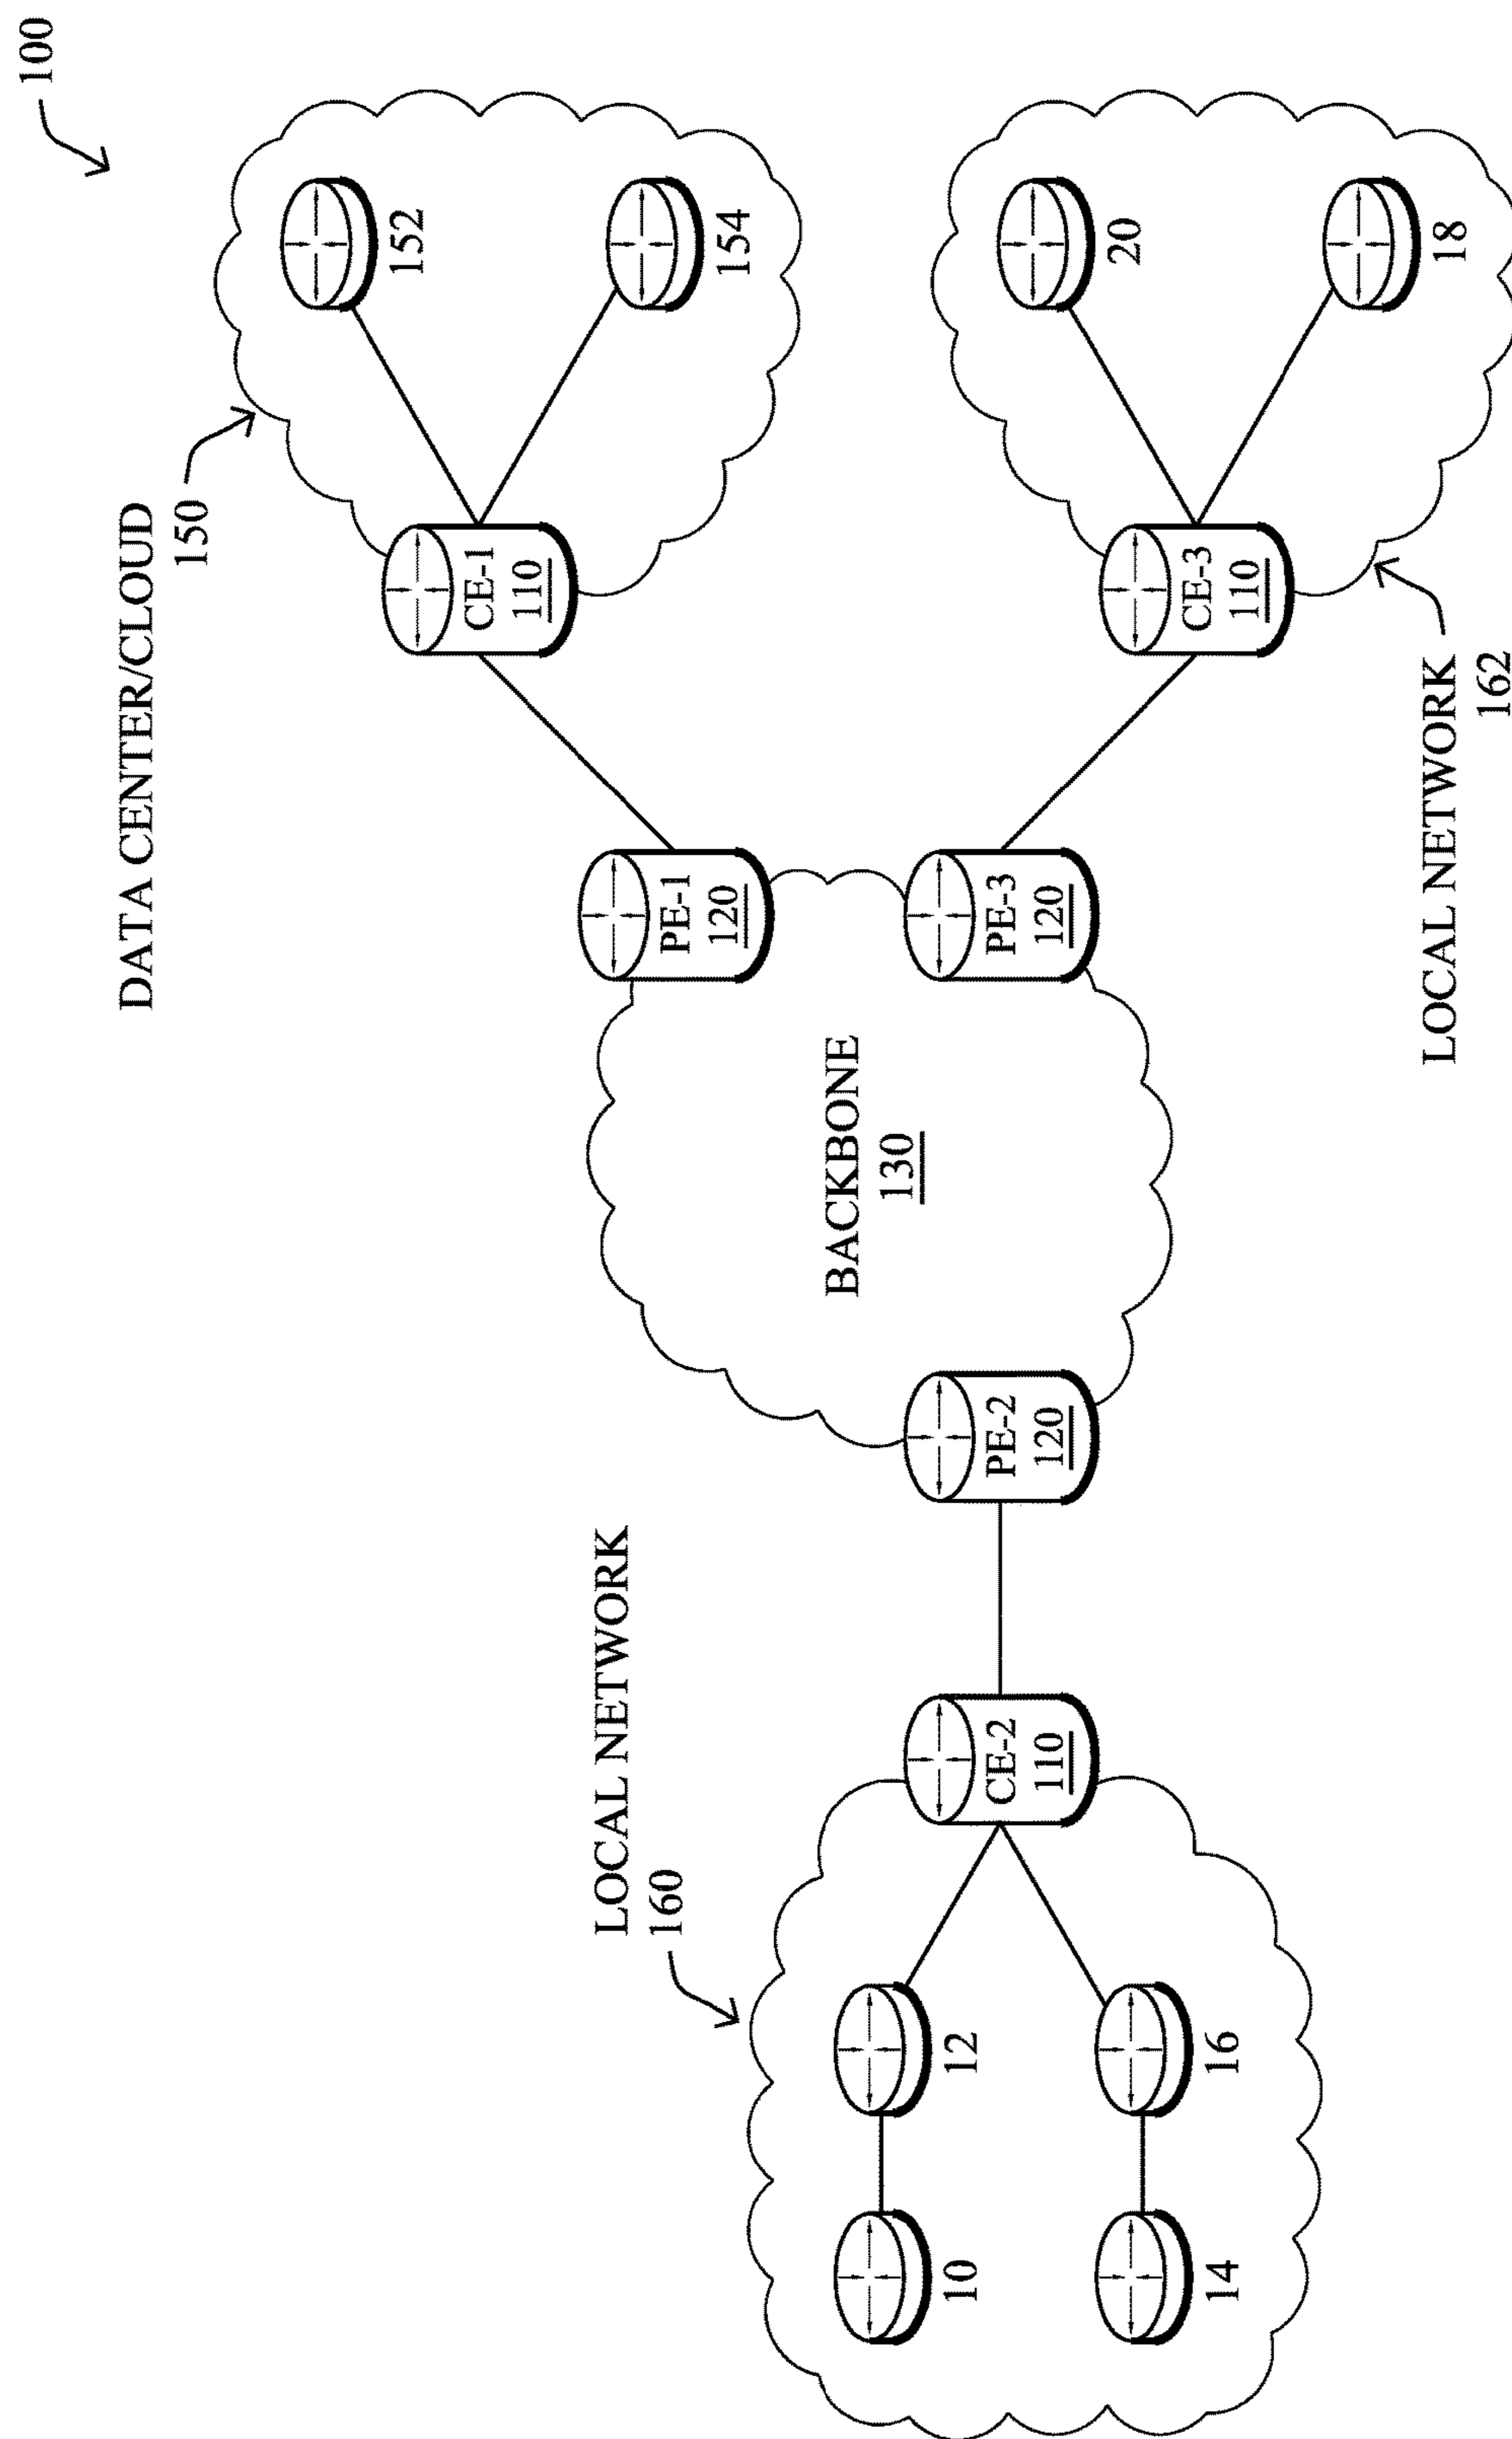 100
DATA CENTER/CLOUD
150
152
154
CE-1
110
PE-1
120
LOCAL NETWORK
160
BACKBONE
130
10
12
CE-2
110
PE-2
120
PE-3
120
CE-3
110
20
14
16
18
LOCAL NETWORK
162